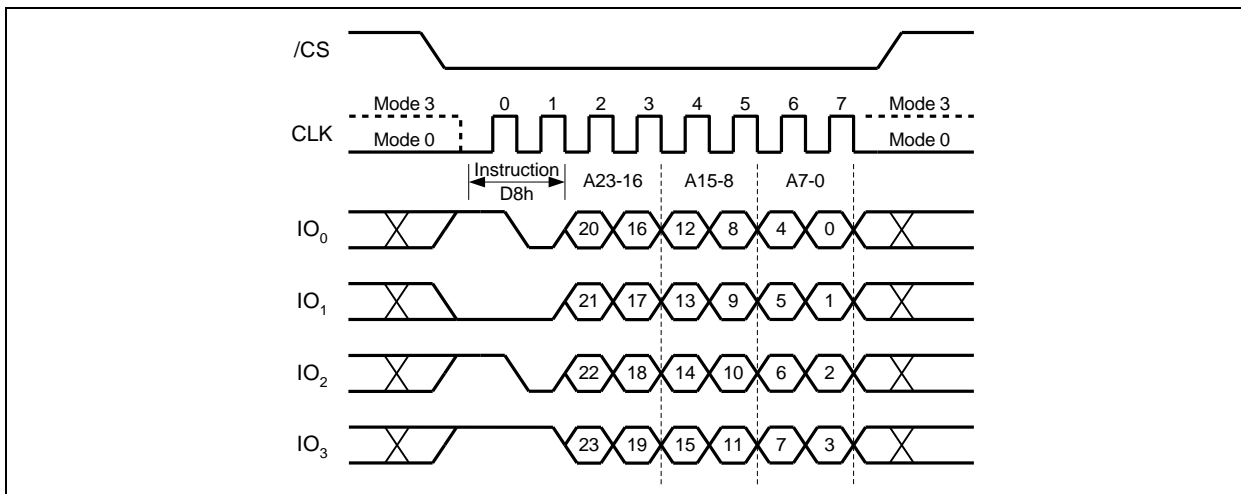 /CS
Mode 3 0 1 2 3 4 5 6 7 Mode 3
CLK
Mode 0 Mode 0
Instruction
D8h
A23-16 A15-8 A7-0
IO0 20 16 12 8 4 0
IO1 21 17 13 9 5 1
IO2 22 18 14 10 6 2
IO3 23 19 15 11 7 3